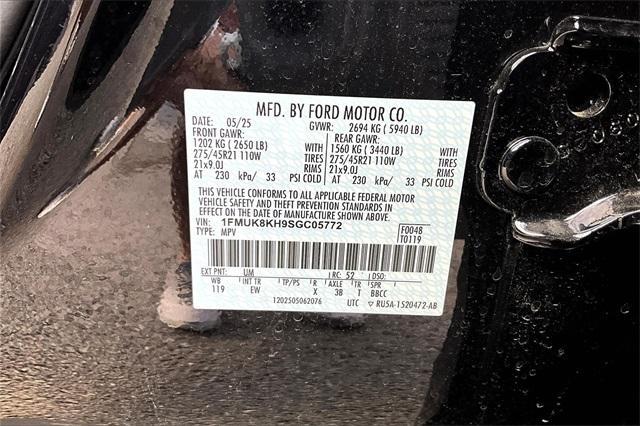 MFD. BY FORD MOTOR CO.
DATE: 05/25 GVWR: 2694 KG ( 5940 LB)
FRONT GAWR: REAR GAWR:
1202 KG ( 2650 LB) 1560 KG ( 3440 LB)
275/45R21 110W TIRES 275/45R21 110W TIRES
21x9.0J RIMS 21x9.0J RIMS
AT 230 kPa/ 33 PSI COLD AT 230 kPa/ 33 PSI COLD
THIS VEHICLE CONFORMS TO ALL APPLICABLE FEDERAL MOTOR
VEHICLE SAFETY AND THEFT PREVENTION STANDARDS IN
EFFECT ON THE DATE OF MANUFACTURE SHOWN ABOVE.
VIN: 1FMUK8KH9SGC05772 F0048
TYPE: MPV T0119
EXT PNT: UM RC: 52 DSO:
WB INT TR TP/PS R AXLE TR SPR
119 EW X 38 T BBCC
1202505062076 UTC ▽ RU5A-1520472-AB